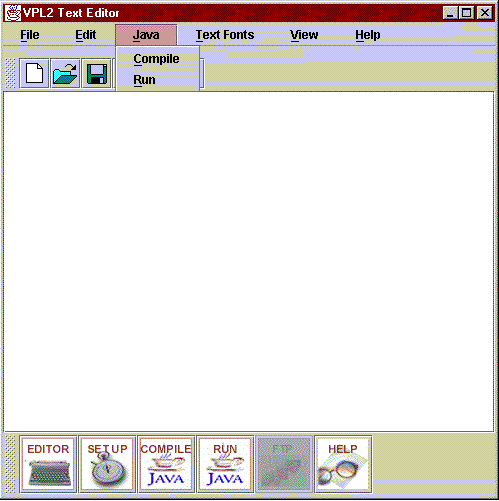 VPL2 Text Editor
File Edit Java Text Fonts View Help
Compile
Run
EDITOR SETUP COMPILE RUN FTP HELP
JAVA JAVA